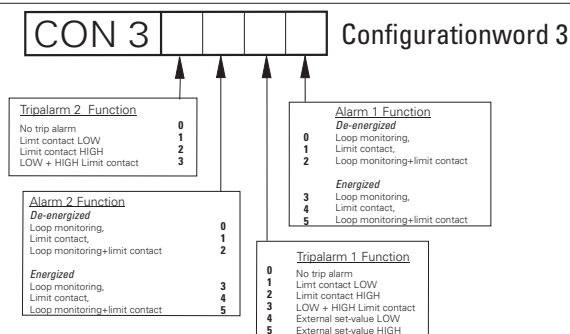 CON 3 Configurationword 3
Tripalarm 2 Function
No trip alarm 0
Limt contact LOW 1
Limit contact HIGH 2
LOW + HIGH Limit contact 3
Alarm 1 Function
De-energized
0 Loop monitoring,
1 Limit contact,
2 Loop monitoring+limit contact
Energized
3 Loop monitoring,
4 Limit contact,
5 Loop monitoring+limit contact
Alarm 2 Function
De-energized
Loop monitoring, 0
Limit contact, 1
Loop monitoring+limit contact 2
Energized
Loop monitoring, 3
Limit contact, 4
Loop monitoring+limit contact 5
Tripalarm 1 Function
0 No trip alarm
1 Limt contact LOW
2 Limit contact HIGH
3 LOW + HIGH Limit contact
4 External set-value LOW
5 External set-value HIGH